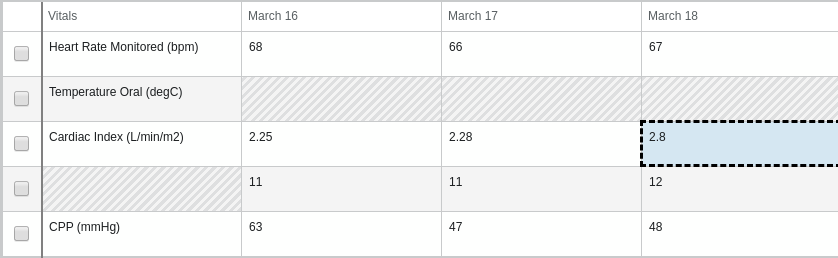 Vitals March 16 March 17 March 18
Heart Rate Monitored (bpm) 68 66 67
Temperature Oral (degC)
Cardiac Index (L/min/m2) 2.25 2.28 2.8
11 11 12
CPP (mmHg) 63 47 48